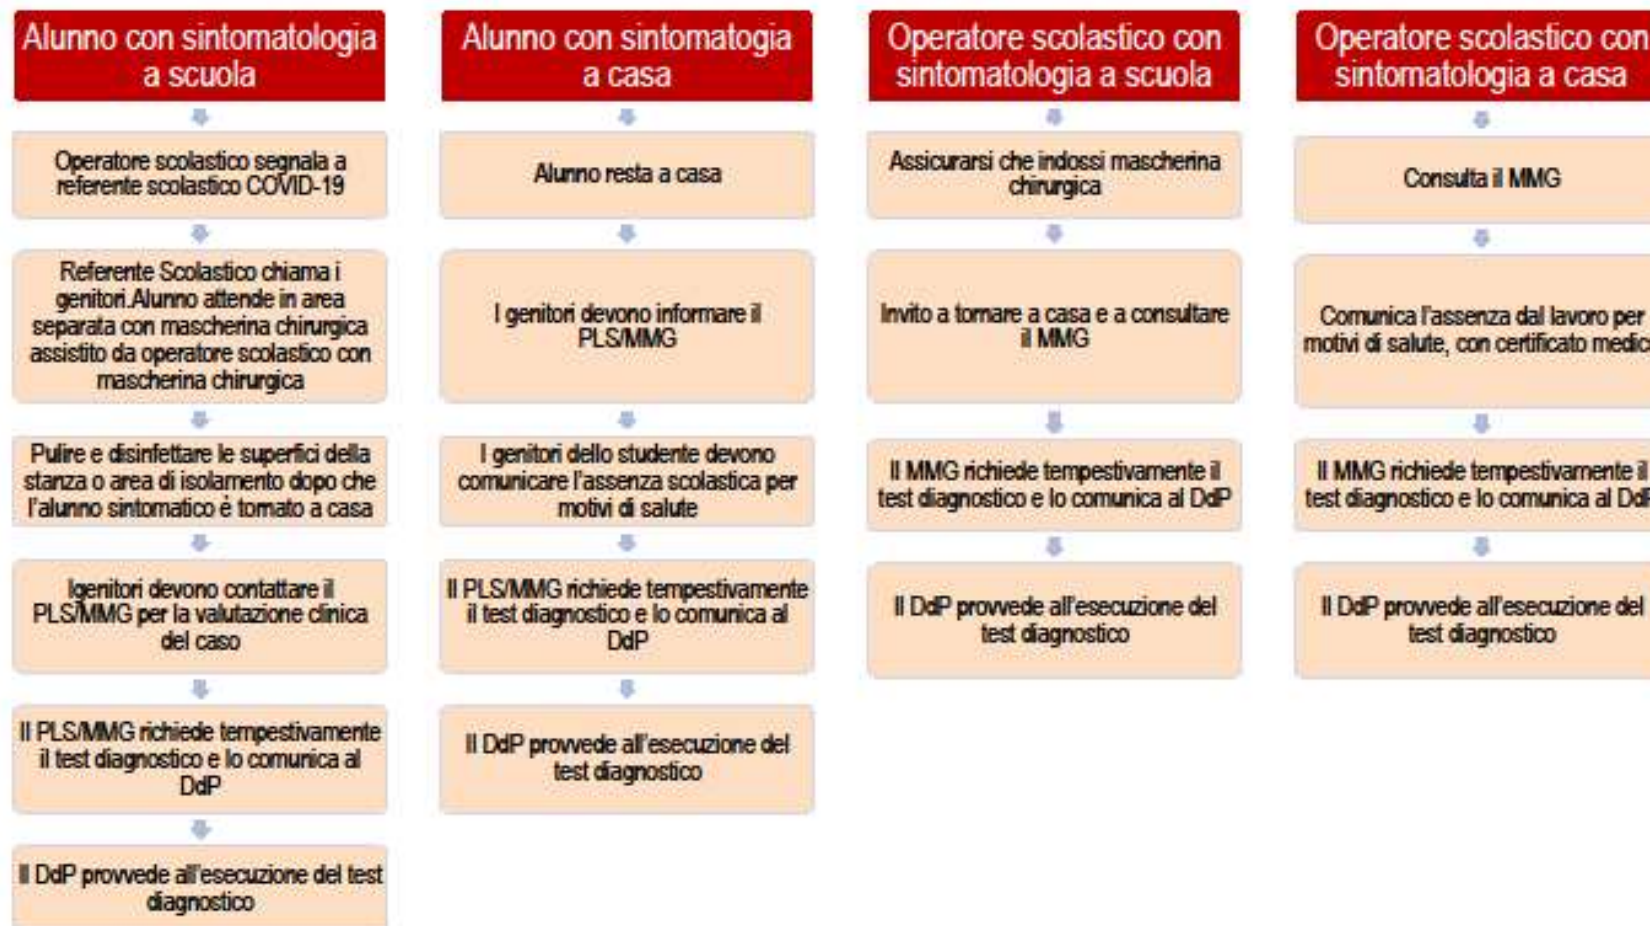 Alunno con sintomatologia
a scuola
Operatore scolastico segnala a
referente scolastico COVID-19
Referente Scolastico chiama i
genitori.Alunno attende in area
separata con mascherina chirurgica
assistito da operatore scolastico con
mascherina chirurgica
Pulire e disinfettare le superfici della
stanza o area di isolamento dopo che
l'alunno sintomatico è tornato a casa
Igenitori devono contattare il
PLS/MMG per la valutazione clinica
del caso
Il PLS/MMG richiede tempestivamente
il test diagnostico e lo comunica al
DdP
Il DdP provvede all'esecuzione del test
diagnostico
Alunno con sintomatogia
a casa
Alunno resta a casa
I genitori devono informare il
PLS/MMG
I genitori dello studente devono
comunicare l'assenza scolastica per
motivi di salute
Il PLS/MMG richiede tempestivamente
il test diagnostico e lo comunica al
DdP
Il DdP provvede all'esecuzione del
test diagnostico
Operatore scolastico con
sintomatologia a scuola
Assicurarsi che indossi mascherina
chirurgica
Invito a tornare a casa e a consultare
il MMG
Il MMG richiede tempestivamente il
test diagnostico e lo comunica al DdP
Il DdP provvede all'esecuzione del
test diagnostico
Operatore scolastico con
sintomatologia a casa
Consulta il MMG
Comunica l'assenza dal lavoro per
motivi di salute, con certificato medico
Il MMG richiede tempestivamente il
test diagnostico e lo comunica al DdP
Il DdP provvede all'esecuzione del
test diagnostico